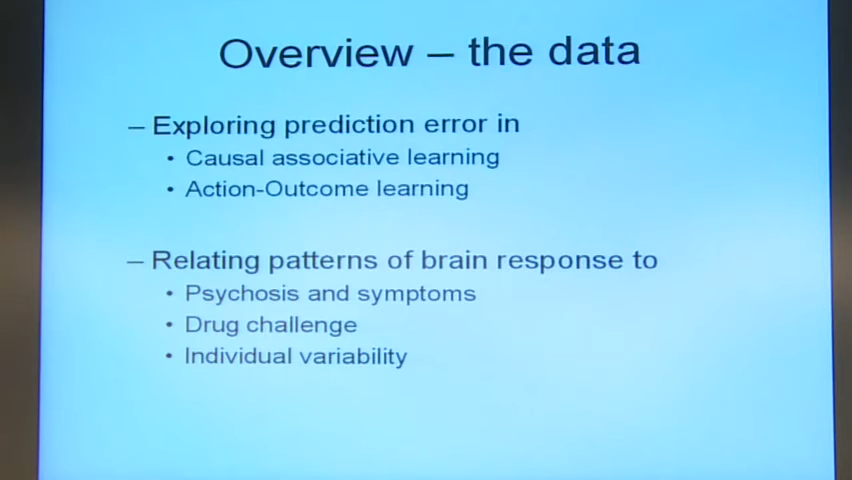 Overview – the data
– Exploring prediction error in
• Causal associative learning
• Action-Outcome learning
– Relating patterns of brain response to
• Psychosis and symptoms
• Drug challenge
• Individual variability